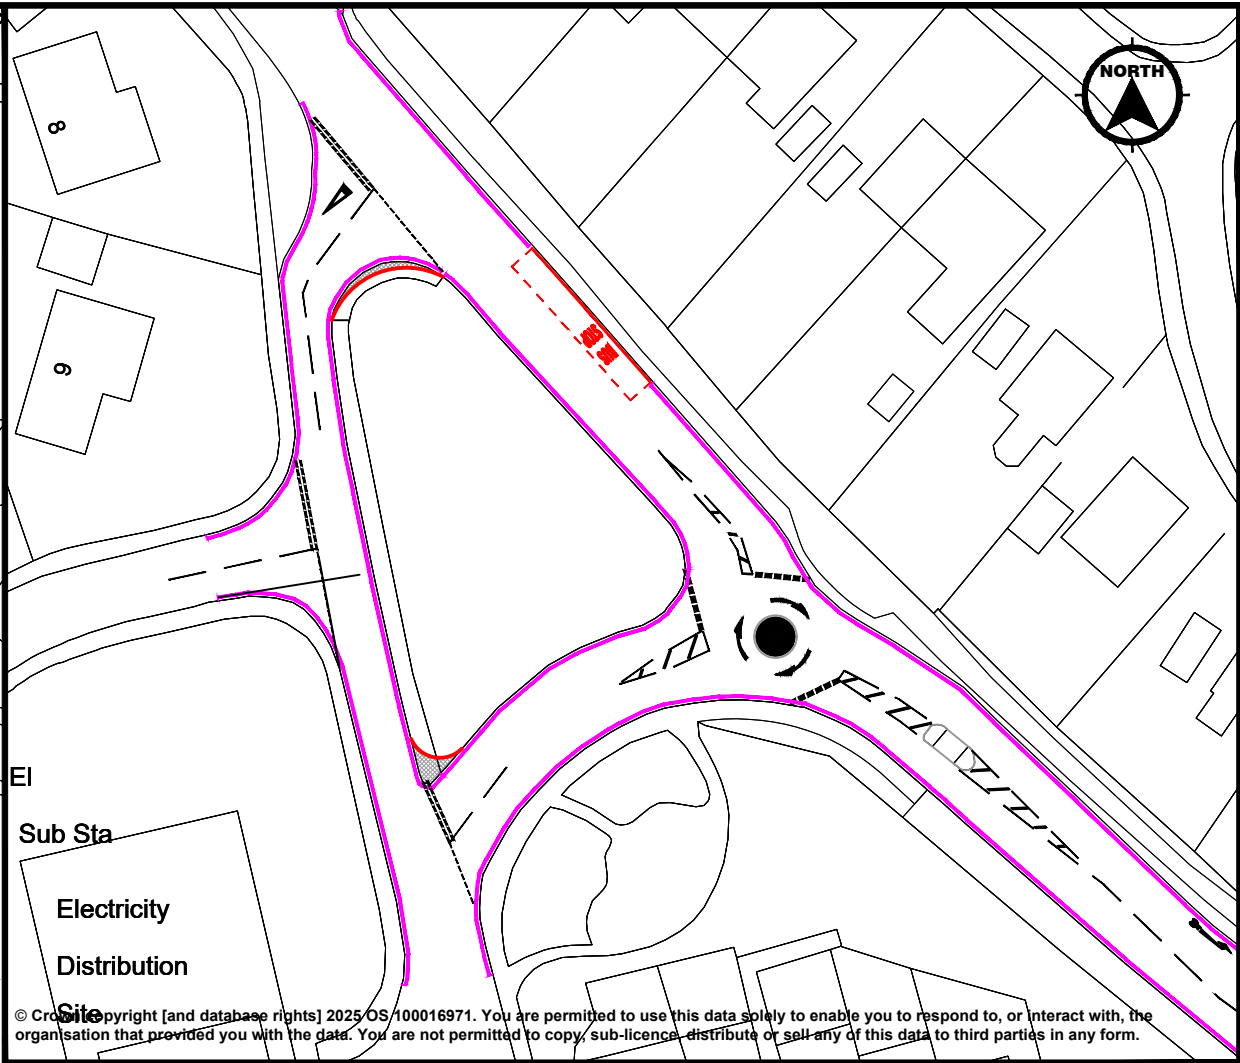 NORTH
8
9
El
Sub Sta
Electricity
Distribution
Site
© Crown copyright [and database rights] 2025 OS 100016971. You are permitted to use this data solely to enable you to respond to, or interact with, the
organisation that provided you with the data. You are not permitted to copy, sub-licence, distribute or sell any of this data to third parties in any form.